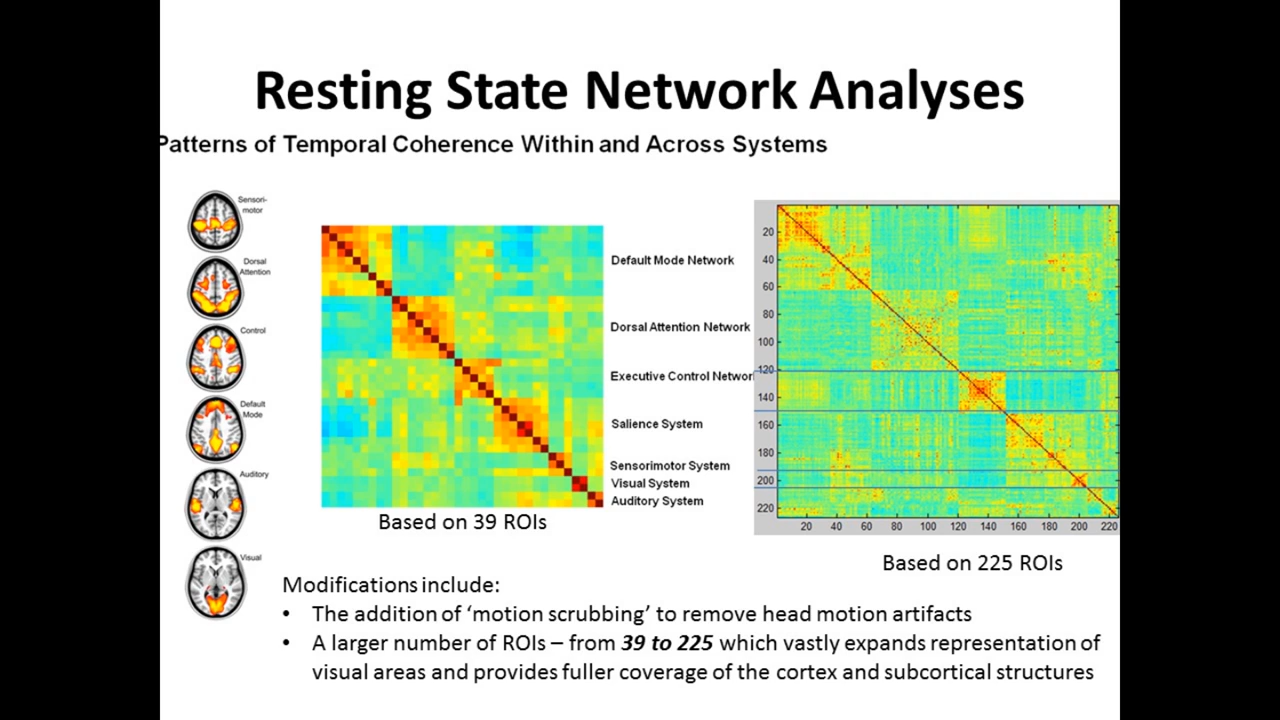 Resting State Network Analyses
Patterns of Temporal Coherence Within and Across Systems
Sensori-
motor
Dorsal
Attention
Control
Default
Mode
Auditory
Visual
Default Mode Network
Dorsal Attention Network
Executive Control Networ
Salience System
Sensorimotor System
Visual System
Auditory System
Based on 39 ROIs
20
40
60
80
100
120
140
160
180
200
220
20 40 60 80 100 120 140 160 180 200 220
Based on 225 ROIs
Modifications include:
• The addition of ‘motion scrubbing’ to remove head motion artifacts
• A larger number of ROIs – from 39 to 225 which vastly expands representation of
visual areas and provides fuller coverage of the cortex and subcortical structures